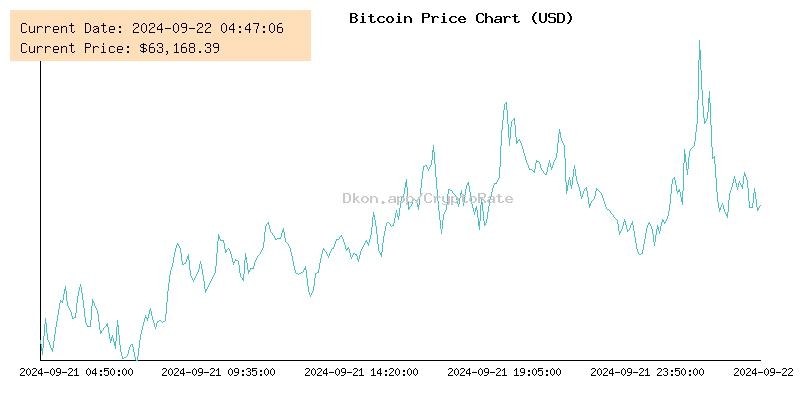 Bitcoin Price Chart (USD)
Current Date: 2024-09-22 04:47:06
Current Price: $63,168.39
Dkon.app/CryptoRate
2024-09-21 04:50:00 2024-09-21 09:35:00 2024-09-21 14:20:00 2024-09-21 19:05:00 2024-09-21 23:50:00 2024-09-22